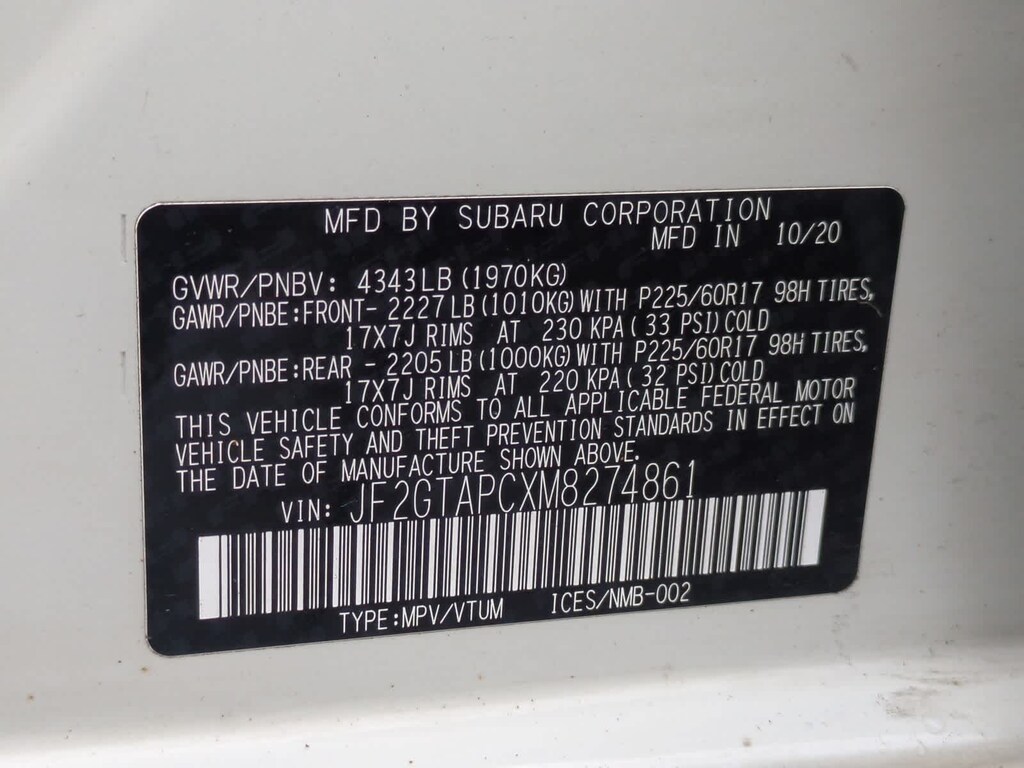 MFD BY SUBARU CORPORATION
MFD IN 10/20
GVWR/PNBV: 4343LB (1970KG)
GAWR/PNBE:FRONT- 2227LB(1010KG)WITH P225/60R17 98H TIRES,
17X7J RIMS AT 230 KPA( 33 PSI)COLD
GAWR/PNBE:REAR - 2205LB(1000KG)WITH P225/60R17 98H TIRES,
17X7J RIMS AT 220 KPA( 32 PSI)COLD
THIS VEHICLE CONFORMS TO ALL APPLICABLE FEDERAL MOTOR
VEHICLE SAFETY AND THEFT PREVENTION STANDARDS IN EFFECT ON
THE DATE OF MANUFACTURE SHOWN ABOVE.
VIN: JF2GTAPCXM8274861
TYPE:MPV/VTUM ICES/NMB-002